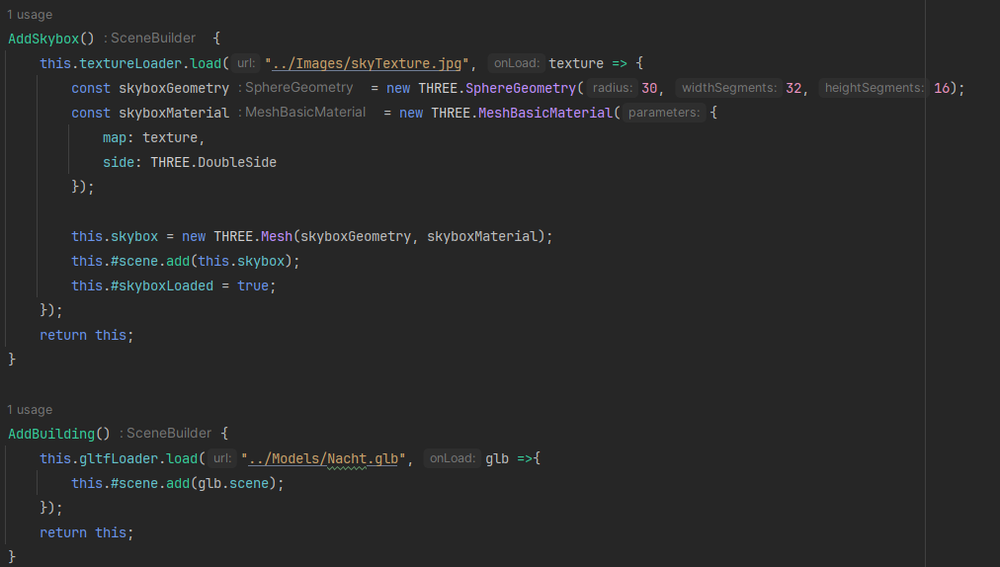 1 usage
AddSkybox() : SceneBuilder {
this.textureLoader.load( url: "../Images/skyTexture.jpg", onLoad: texture => {
const skyboxGeometry : SphereGeometry = new THREE.SphereGeometry( radius: 30, widthSegments: 32, heightSegments: 16);
const skyboxMaterial : MeshBasicMaterial = new THREE.MeshBasicMaterial( parameters: {
map: texture,
side: THREE.DoubleSide
});
this.skybox = new THREE.Mesh(skyboxGeometry, skyboxMaterial);
this.#scene.add(this.skybox);
this.#skyboxLoaded = true;
});
return this;
}
1 usage
AddBuilding() : SceneBuilder {
this.gltfLoader.load( url: "../Models/Nacht.glb", onLoad: glb =>{
this.#scene.add(glb.scene);
});
return this;
}